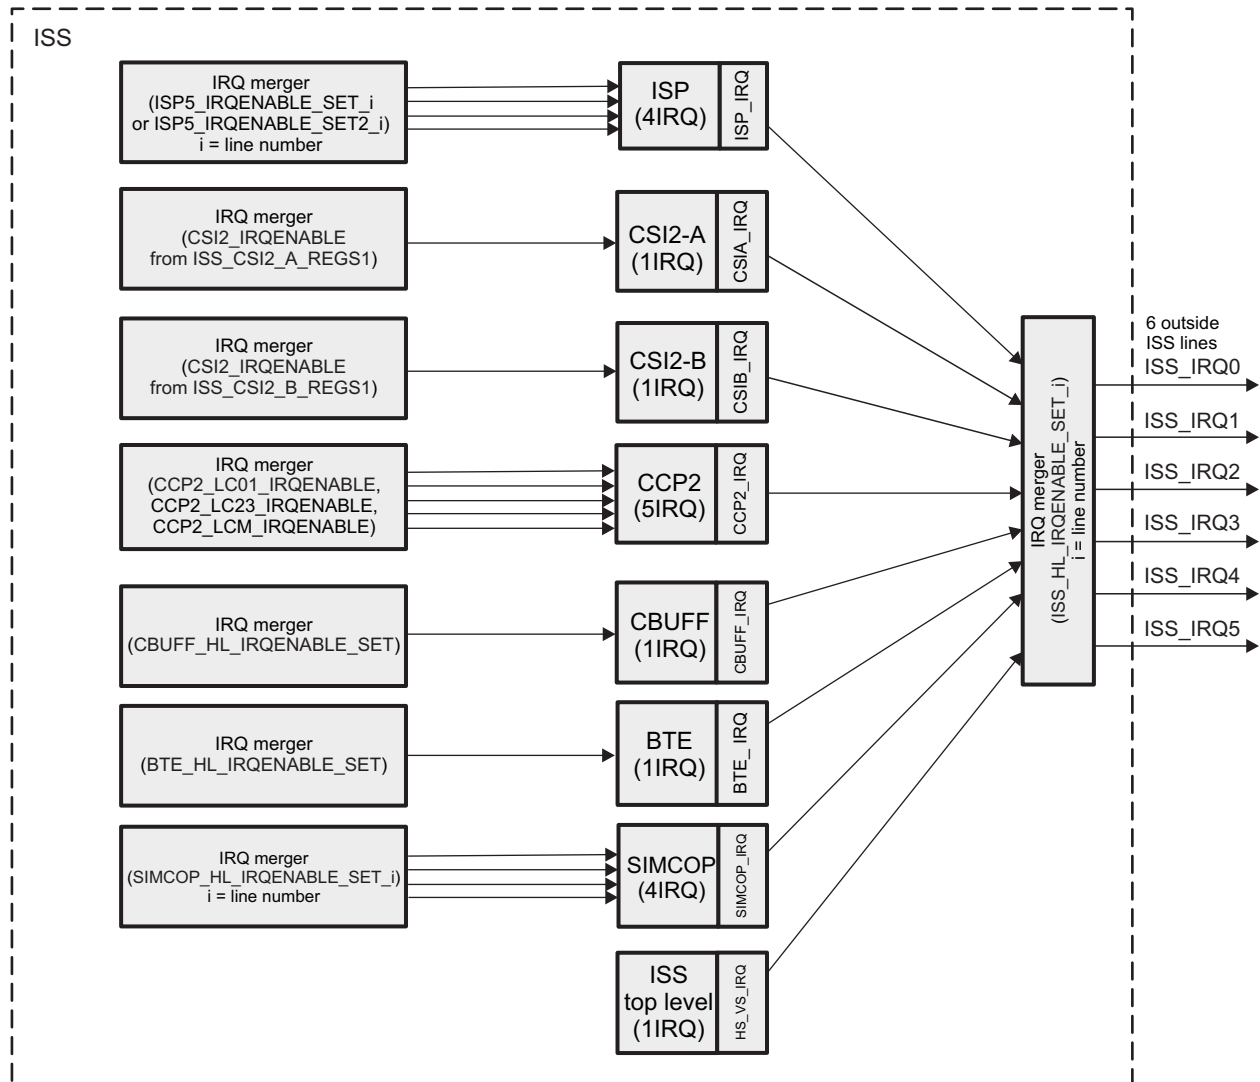 ISS
IRQ merger
(ISP5_IRQENABLE_SET_i
or ISP5_IRQENABLE_SET2_i)
i = line number
ISP
(4IRQ)
ISP_IRQ
IRQ merger
(CSI2_IRQENABLE
from ISS_CSI2_A_REGS1)
CSI2-A
(1IRQ)
CSIA_IRQ
IRQ merger
(CSI2_IRQENABLE
from ISS_CSI2_B_REGS1)
CSI2-B
(1IRQ)
CSIB_IRQ
IRQ merger
(CCP2_LC01_IRQENABLE,
CCP2_LC23_IRQENABLE,
CCP2_LCM_IRQENABLE)
CCP2
(5IRQ)
CCP2_IRQ
IRQ merger
(CBUFF_HL_IRQENABLE_SET)
CBUFF
(1IRQ)
CBUFF_IRQ
IRQ merger
(BTE_HL_IRQENABLE_SET)
BTE
(1IRQ)
BTE_ IRQ
IRQ merger
(SIMCOP_HL_IRQENABLE_SET_i)
i = line number
SIMCOP
(4IRQ)
SIMCOP_IRQ
ISS
top level
(1IRQ)
HS_VS_IRQ
IRQ merger
(ISS_HL_IRQENABLE_SET_i)
i = line number
6 outside
ISS lines
ISS_IRQ0
ISS_IRQ1
ISS_IRQ2
ISS_IRQ3
ISS_IRQ4
ISS_IRQ5